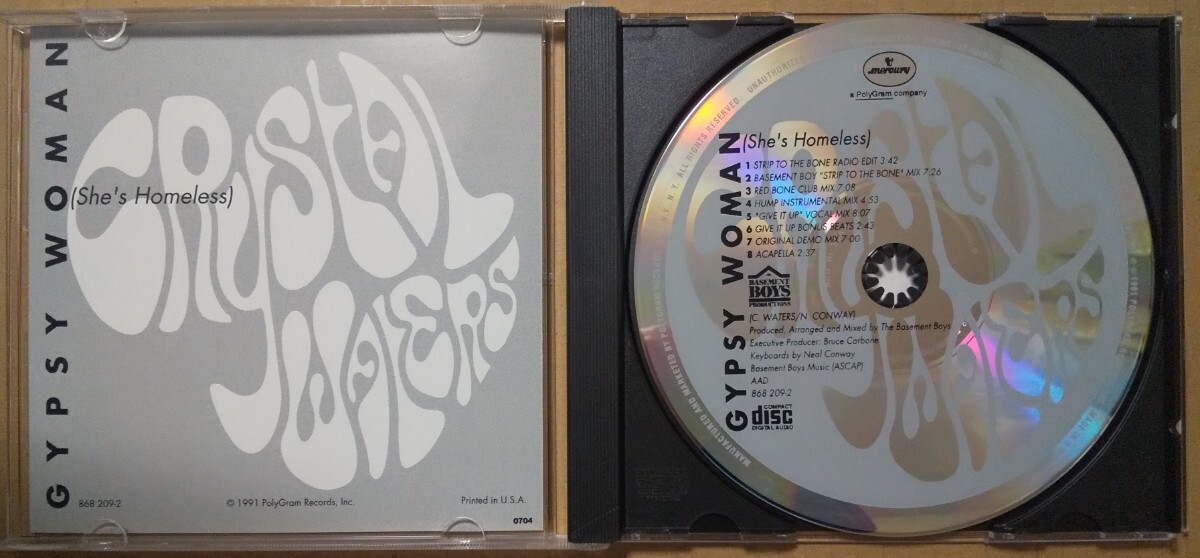 GYPSY WOMAN
(She's Homeless)
CRYSTAL
WATERS
868 209-2
© 1991 PolyGram Records, Inc.
Printed in U.S.A.
0704
mercury
a PolyGram company
GYPSY WOMAN
(She's Homeless)
1 STRIP TO THE BONE RADIO EDIT 3:42
2 BASEMENT BOY "STRIP TO THE BONE" MIX 7:26
3 RED BONE CLUB MIX 7:08
4 HUMP INSTRUMENTAL MIX 4:53
5 "GIVE IT UP" VOCAL MIX 8:07
6 GIVE IT UP BONUS BEATS 2:43
7 ORIGINAL DEMO MIX 7:00
8 ACAPELLA 2:37
BASEMENT
BOYS
PRODUCTIONS
(C. WATERS/N. CONWAY)
Produced, Arranged and Mixed by The Basement Boys
Executive Producer: Bruce Carbone
Keyboards by Neal Conway
Basement Boys Music (ASCAP)
AAD
868 209-2
COMPACT
disc
DIGITAL AUDIO
CRYSTAL
WATERS
MANUFACTURED AND MARKETED BY POLYGRAM RECORDS N.Y. ALL RIGHTS RESERVED UNAUTHORIZED